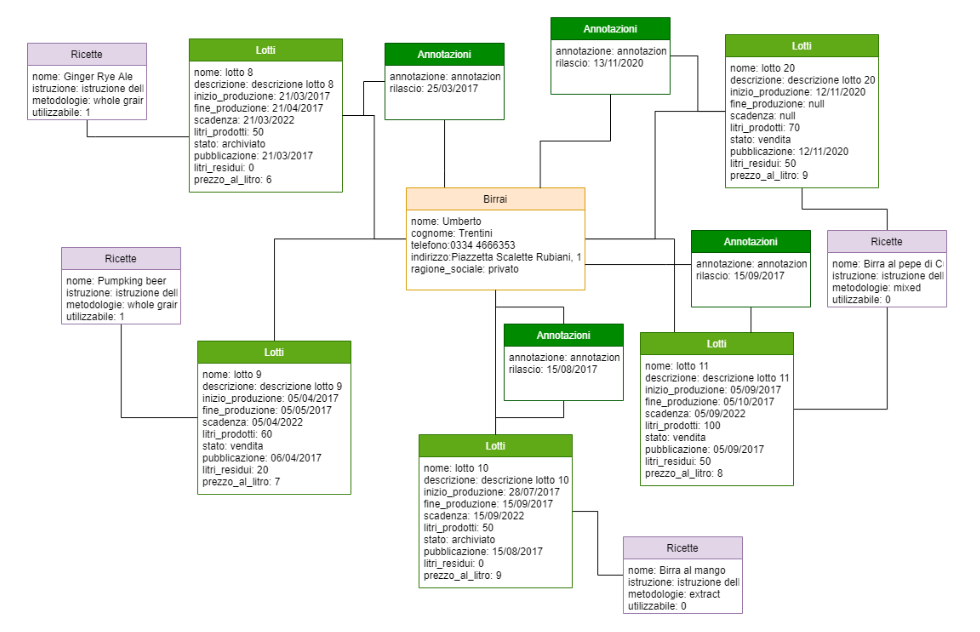 Ricette
nome: Ginger Rye Ale
istruzione: istruzione dell
metodologie: whole grair
utilizzabile: 1
Lotti
nome: lotto 8
descrizione: descrizione lotto 8
inizio_produzione: 21/03/2017
fine_produzione: 21/04/2017
scadenza: 21/03/2022
litri_prodotti: 50
stato: archiviato
pubblicazione: 21/03/2017
litri_residui: 0
prezzo_al_litro: 6
Annotazioni
annotazione: annotazion
rilascio: 25/03/2017
Annotazioni
annotazione: annotazion
rilascio: 13/11/2020
Lotti
nome: lotto 20
descrizione: descrizione lotto 20
inizio_produzione: 12/11/2020
fine_produzione: null
scadenza: null
litri_prodotti: 70
stato: vendita
pubblicazione: 12/11/2020
litri_residui: 50
prezzo_al_litro: 9
Birrai
nome: Umberto
cognome: Trentini
telefono:0334 4666353
indirizzo:Piazzetta Scalette Rubiani, 1
ragione_sociale: privato
Annotazioni
annotazione: annotazion
rilascio: 15/09/2017
Ricette
nome: Birra al pepe di C
istruzione: istruzione dell
metodologie: mixed
utilizzabile: 0
Ricette
nome: Pumpking beer
istruzione: istruzione dell
metodologie: whole grair
utilizzabile: 1
Annotazioni
annotazione: annotazion
rilascio: 15/08/2017
Lotti
nome: lotto 9
descrizione: descrizione lotto 9
inizio_produzione: 05/04/2017
fine_produzione: 05/05/2017
scadenza: 05/04/2022
litri_prodotti: 60
stato: vendita
pubblicazione: 06/04/2017
litri_residui: 20
prezzo_al_litro: 7
Lotti
nome: lotto 11
descrizione: descrizione lotto 11
inizio_produzione: 05/09/2017
fine_produzione: 05/10/2017
scadenza: 05/09/2022
litri_prodotti: 100
stato: vendita
pubblicazione: 05/09/2017
litri_residui: 50
prezzo_al_litro: 8
Lotti
nome: lotto 10
descrizione: descrizione lotto 10
inizio_produzione: 28/07/2017
fine_produzione: 15/09/2017
scadenza: 15/09/2022
litri_prodotti: 50
stato: archiviato
pubblicazione: 15/08/2017
litri_residui: 0
prezzo_al_litro: 9
Ricette
nome: Birra al mango
istruzione: istruzione dell
metodologie: extract
utilizzabile: 0